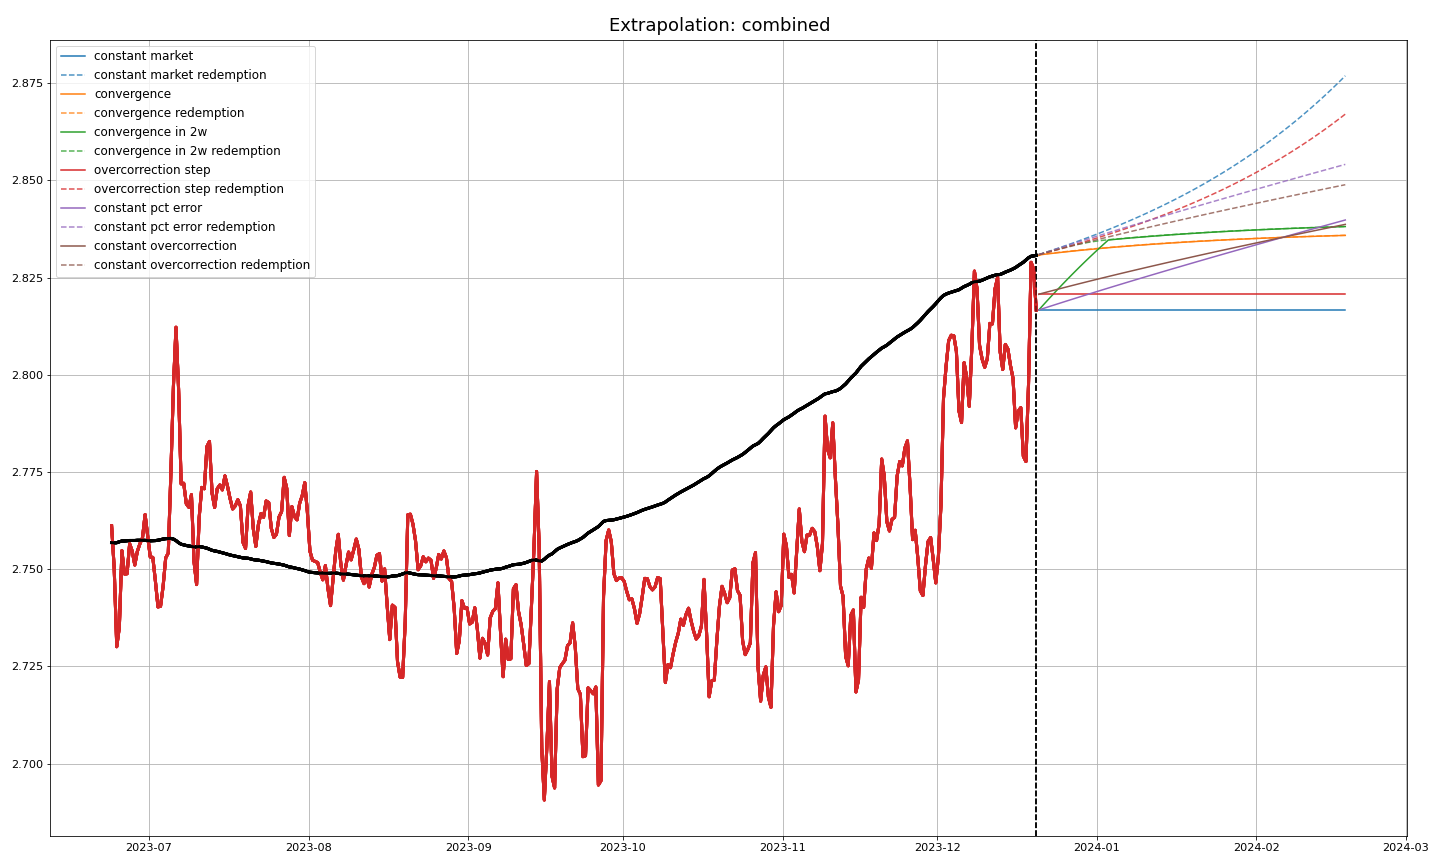 Extrapolation: combined
constant market
constant market redemption
convergence
convergence redemption
convergence in 2w
convergence in 2w redemption
overcorrection step
overcorrection step redemption
constant pct error
constant pct error redemption
constant overcorrection
constant overcorrection redemption
2.875
2.850
2.825
2.800
2.775
2.750
2.725
2.700
2023-07 2023-08 2023-09 2023-10 2023-11 2023-12 2024-01 2024-02 2024-03